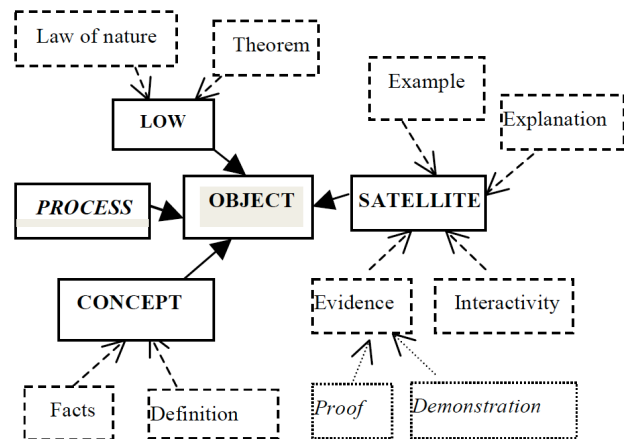 Law of nature
Theorem
Example
Explanation
LOW
PROCESS
OBJECT
SATELLITE
CONCEPT
Evidence
Interactivity
Facts
Definition
Proof
Demonstration